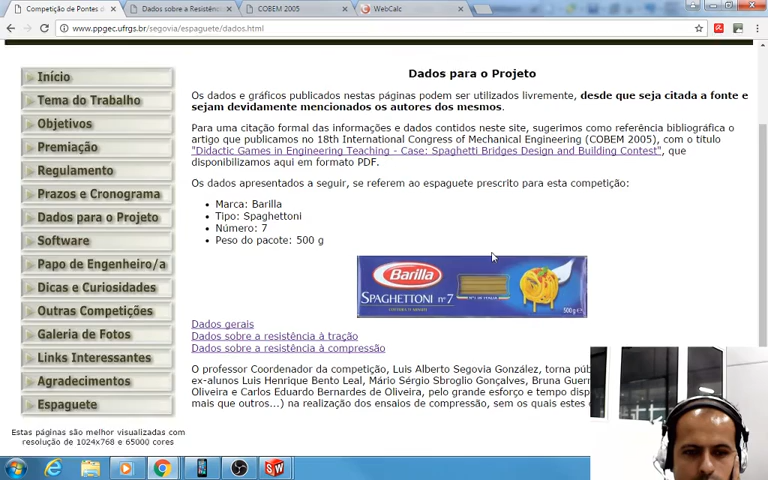 Competição de Pontes d
Dados sobre a Resistên
COBEM 2005
WebCalc
www.ppgec.ufrgs.br/segovia/espaguete/dados.html
Início
Tema do Trabalho
Objetivos
Premiação
Regulamento
Prazos e Cronograma
Dados para o Projeto
Software
Papo de Engenheiro/a
Dicas e Curiosidades
Outras Competições
Galeria de Fotos
Links Interessantes
Agradecimentos
Espaguete
Estas páginas são melhor visualizadas com
resolução de 1024x768 e 65000 cores
Dados para o Projeto
Os dados e gráficos publicados nestas páginas podem ser utilizados livremente, desde que seja citada a fonte e
sejam devidamente mencionados os autores dos mesmos.
Para uma citação formal das informações e dados contidos neste site, sugerimos como referência bibliográfica o
artigo que publicamos no 18th International Congress of Mechanical Engineering (COBEM 2005), com o título
"Didactic Games in Engineering Teaching - Case: Spaghetti Bridges Design and Building Contest", que
disponibilizamos aqui em formato PDF.
Os dados apresentados a seguir, se referem ao espaguete prescrito para esta competição:
Marca: Barilla
Tipo: Spaghettoni
Número: 7
Peso do pacote: 500 g
Barilla
SPAGHETTONI nº 7
500 g e
Dados gerais
Dados sobre a resistência à tração
Dados sobre a resistência à compressão
O professor Coordenador da competição, Luis Alberto Segovia González, torna púb
ex-alunos Luis Henrique Bento Leal, Mário Sérgio Sbroglio Gonçalves, Bruna Guer
Oliveira e Carlos Eduardo Bernardes de Oliveira, pelo grande esforço e tempo disp
mais que outros...) na realização dos ensaios de compressão, sem os quais estes